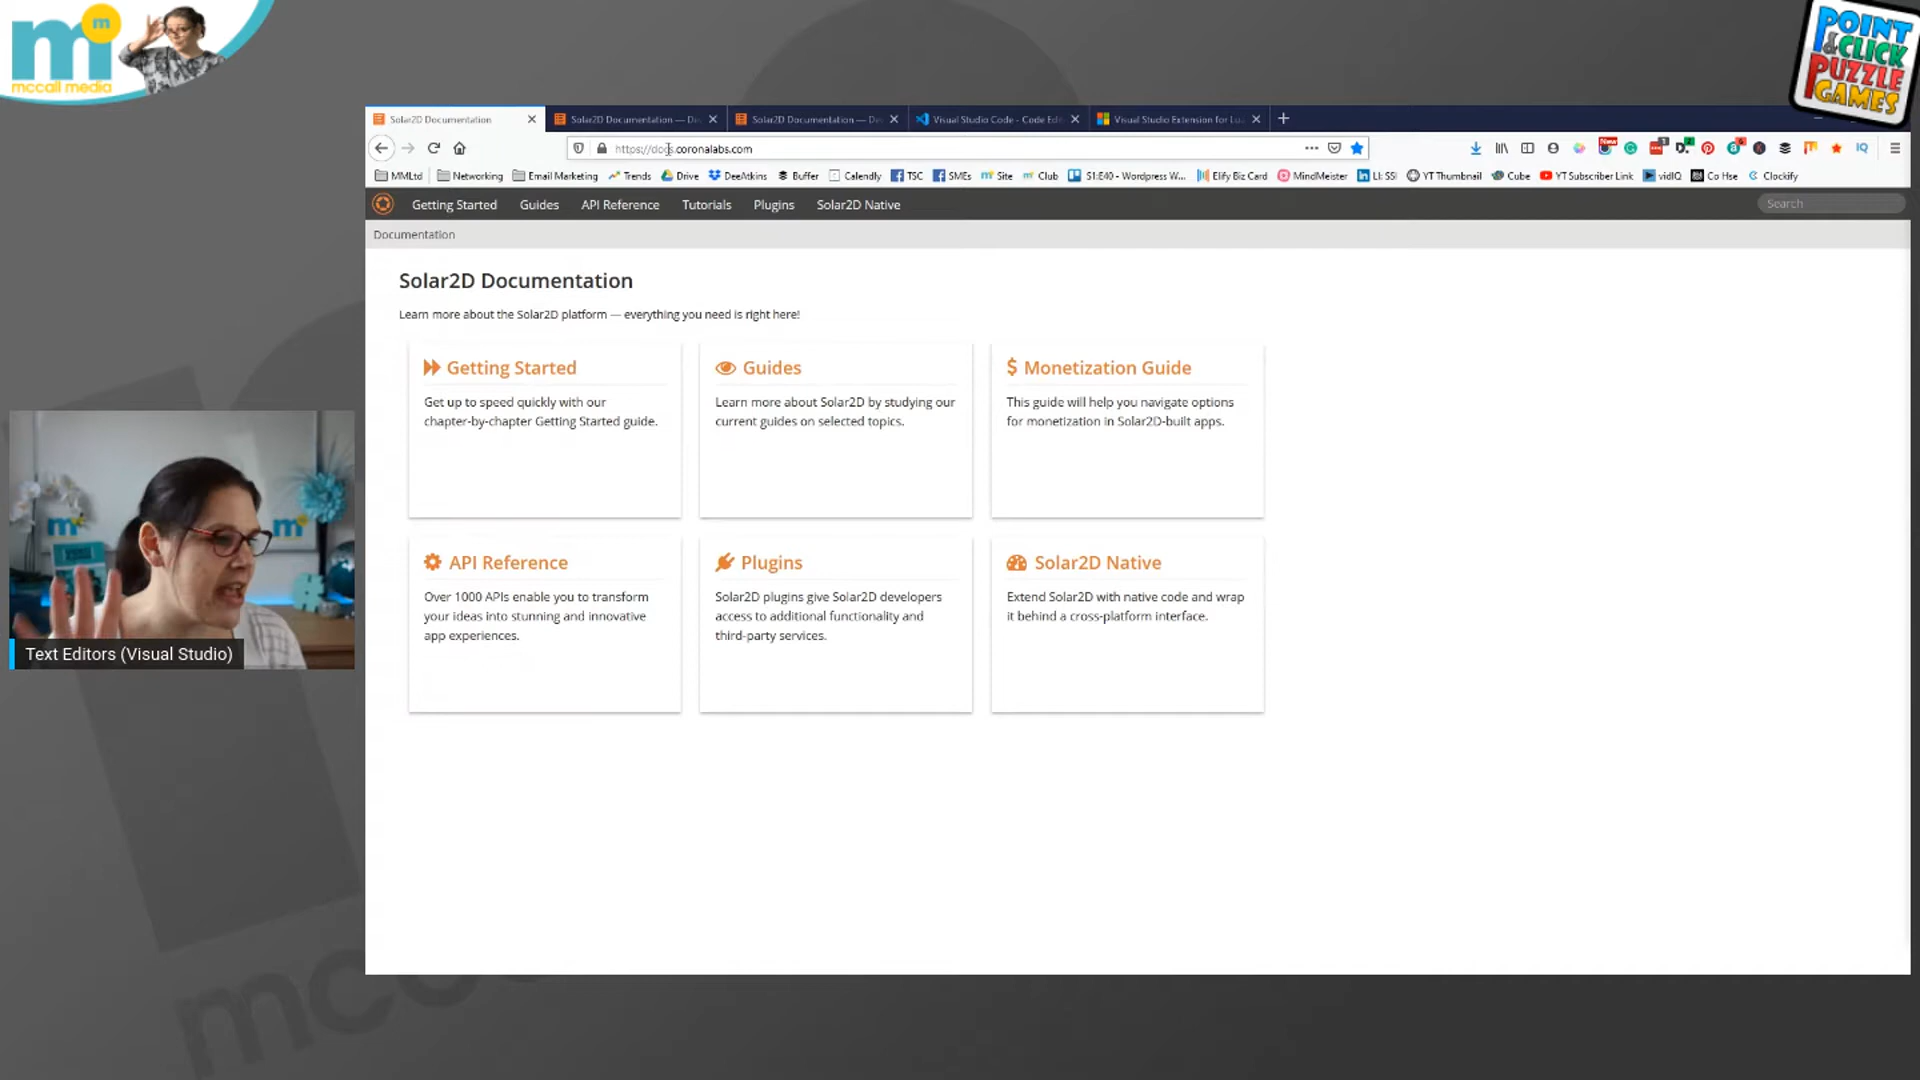 m
m
mccall media
POINT
& CLICK
PUZZLE
GAMES
Solar2D Documentation
Solar2D Documentation — De
Solar2D Documentation — De
Visual Studio Code - Code Edit
Visual Studio Extension for Lua
https://docs.coronalabs.com
MMLtd
Networking
Email Marketing
Trends
Drive
DeeAtkins
Buffer
Calendly
TSC
SMEs
Site
Club
S1:E40 - Wordpress W...
Elify Biz Card
MindMeister
LI: SSI
YT Thumbnail
Cube
YT Subscriber Link
vidIQ
Co Hse
Clockify
Getting Started
Guides
API Reference
Tutorials
Plugins
Solar2D Native
Search
Documentation
Solar2D Documentation
Learn more about the Solar2D platform — everything you need is right here!
Getting Started
Get up to speed quickly with our
chapter-by-chapter Getting Started guide.
Guides
Learn more about Solar2D by studying our
current guides on selected topics.
$ Monetization Guide
This guide will help you navigate options
for monetization in Solar2D-built apps.
API Reference
Over 1000 APIs enable you to transform
your ideas into stunning and innovative
app experiences.
Plugins
Solar2D plugins give Solar2D developers
access to additional functionality and
third-party services.
Solar2D Native
Extend Solar2D with native code and wrap
it behind a cross-platform interface.
Text Editors (Visual Studio)